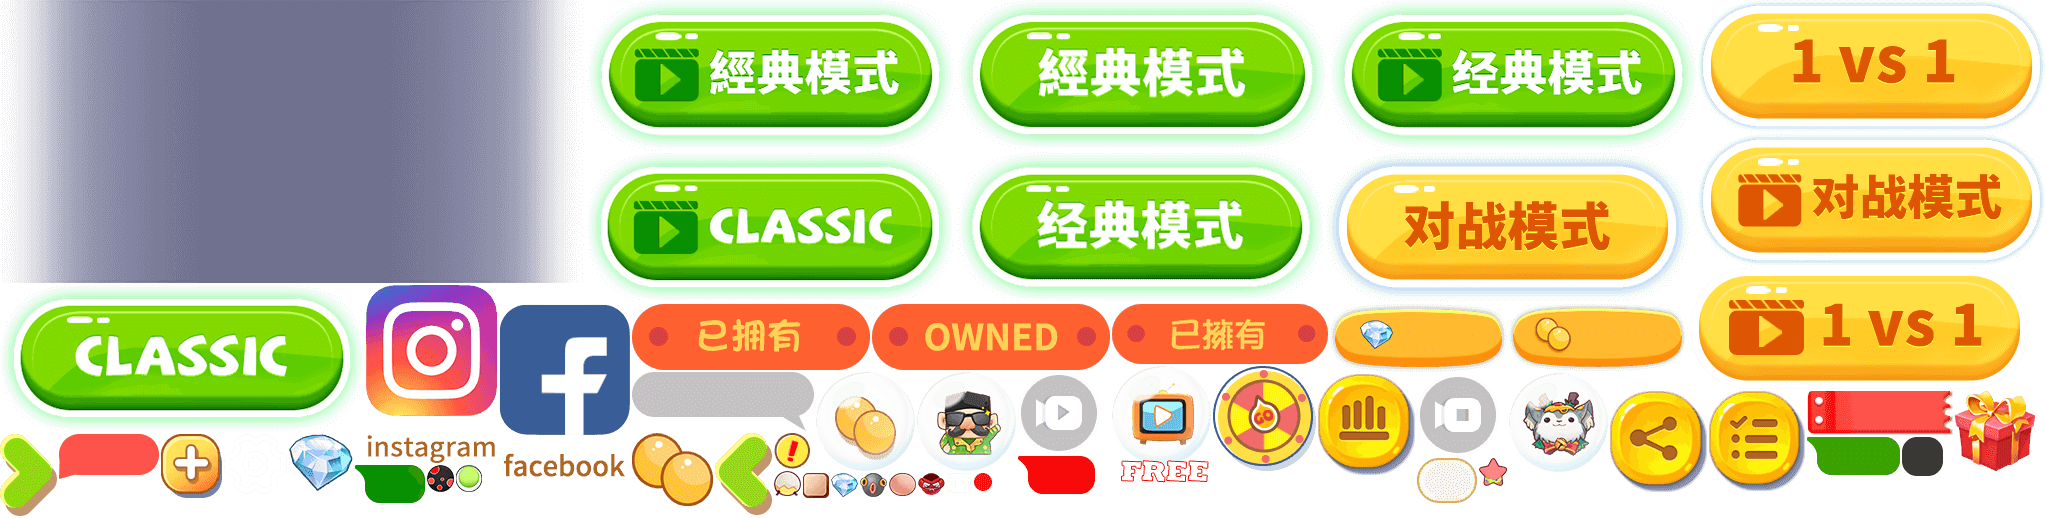 經典模式
經典模式
经典模式
1 vs 1
CLASSIC
经典模式
对战模式
对战模式
CLASSIC
已拥有
OWNED
已擁有
1 vs 1
GO
instagram
facebook
FREE